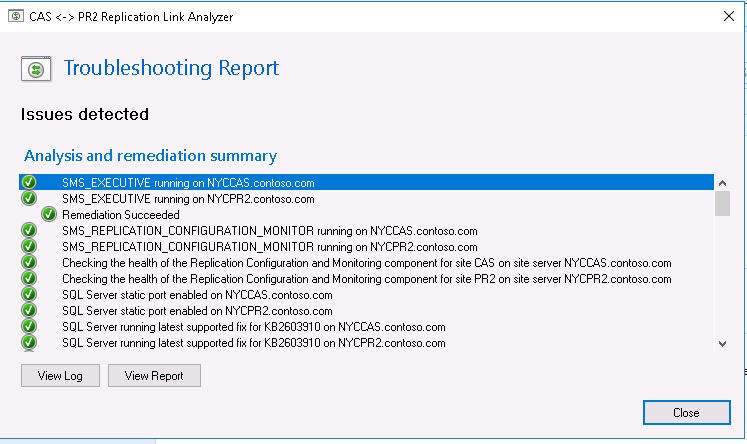 CAS <-> PR2 Replication Link Analyzer
Troubleshooting Report
Issues detected
Analysis and remediation summary
SMS_EXECUTIVE running on NYCCAS.contoso.com
SMS_EXECUTIVE running on NYCPR2.contoso.com
Remediation Succeeded
SMS_REPLICATION_CONFIGURATION_MONITOR running on NYCCAS.contoso.com
SMS_REPLICATION_CONFIGURATION_MONITOR running on NYCPR2.contoso.com
Checking the health of the Replication Configuration and Monitoring component for site CAS on site server NYCCAS.contoso.com
Checking the health of the Replication Configuration and Monitoring component for site PR2 on site server NYCPR2.contoso.com
SQL Server static port enabled on NYCCAS.contoso.com
SQL Server static port enabled on NYCPR2.contoso.com
SQL Server running latest supported fix for KB2603910 on NYCCAS.contoso.com
SQL Server running latest supported fix for KB2603910 on NYCPR2.contoso.com
View Log View Report
Close